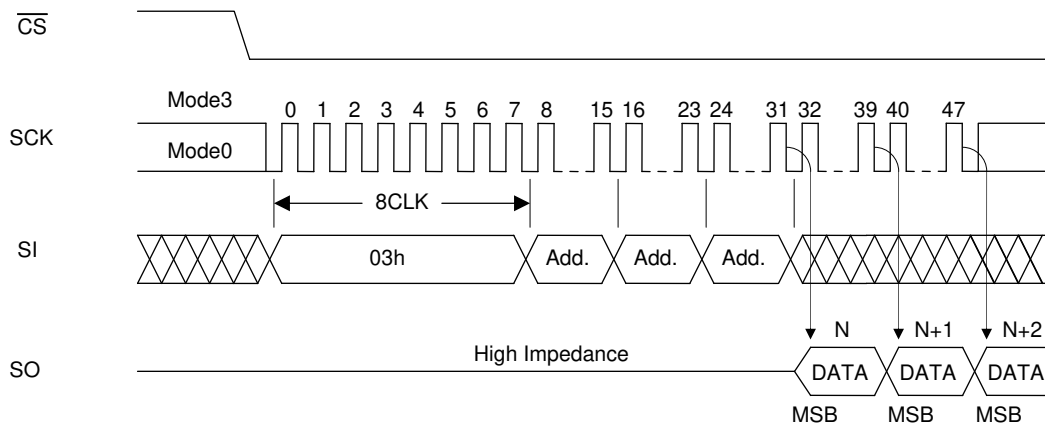 CS
Mode3
0 1 2 3 4 5 6 7 8 15 16 23 24 31 32 39 40 47
SCK
Mode0
8CLK
SI
03h Add. Add. Add.
N N+1 N+2
High Impedance
SO
DATA DATA DATA
MSB MSB MSB